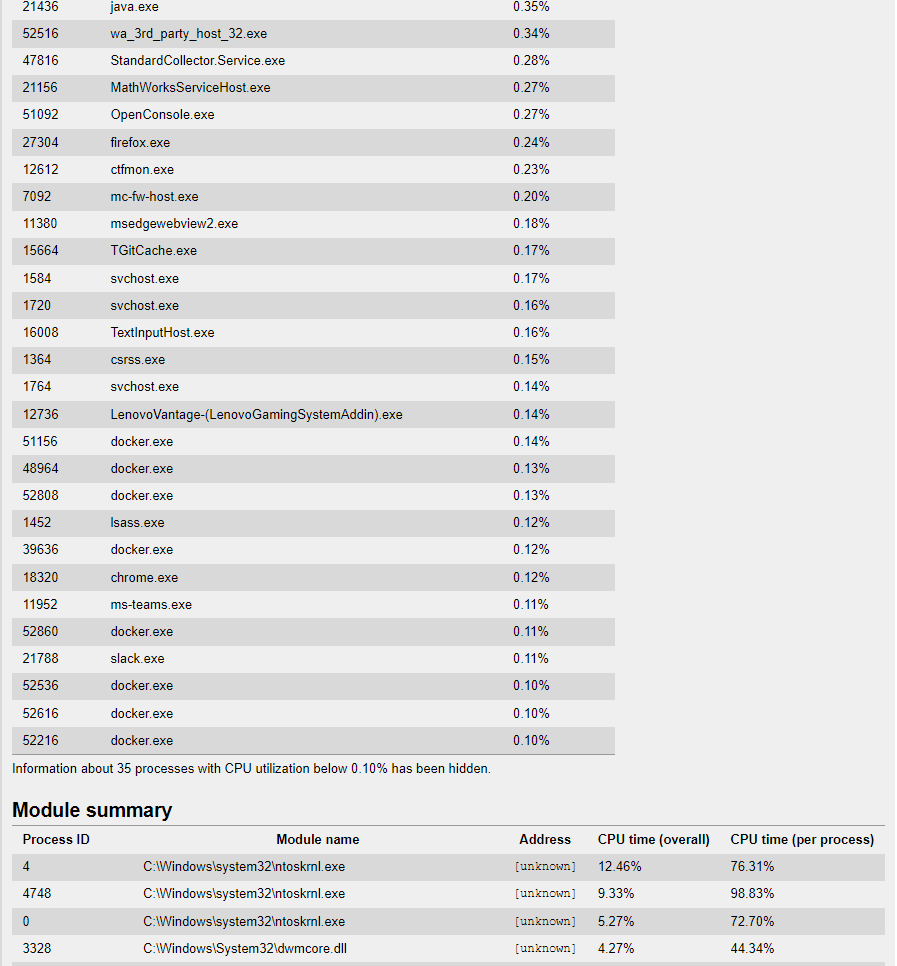 21436 java.exe 0.35%
52516 wa_3rd_party_host_32.exe 0.34%
47816 StandardCollector.Service.exe 0.28%
21156 MathWorksServiceHost.exe 0.27%
51092 OpenConsole.exe 0.27%
27304 firefox.exe 0.24%
12612 ctfmon.exe 0.23%
7092 mc-fw-host.exe 0.20%
11380 msedgewebview2.exe 0.18%
15664 TGitCache.exe 0.17%
1584 svchost.exe 0.17%
1720 svchost.exe 0.16%
16008 TextInputHost.exe 0.16%
1364 csrss.exe 0.15%
1764 svchost.exe 0.14%
12736 LenovoVantage-(LenovoGamingSystemAddin).exe 0.14%
51156 docker.exe 0.14%
48964 docker.exe 0.13%
52808 docker.exe 0.13%
1452 lsass.exe 0.12%
39636 docker.exe 0.12%
18320 chrome.exe 0.12%
11952 ms-teams.exe 0.11%
52860 docker.exe 0.11%
21788 slack.exe 0.11%
52536 docker.exe 0.10%
52616 docker.exe 0.10%
52216 docker.exe 0.10%
Information about 35 processes with CPU utilization below 0.10% has been hidden.
Module summary
Process ID Module name Address CPU time (overall) CPU time (per process)
4 C:\Windows\system32\ntoskrnl.exe [unknown] 12.46% 76.31%
4748 C:\Windows\system32\ntoskrnl.exe [unknown] 9.33% 98.83%
0 C:\Windows\system32\ntoskrnl.exe [unknown] 5.27% 72.70%
3328 C:\Windows\System32\dwmcore.dll [unknown] 4.27% 44.34%